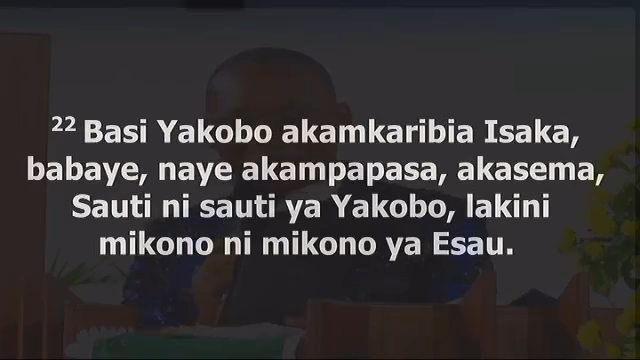 22 Basi Yakobo akamkaribia Isaka,
babaye, naye akampapasa, akasema,
Sauti ni sauti ya Yakobo, lakini
mikono ni mikono ya Esau.